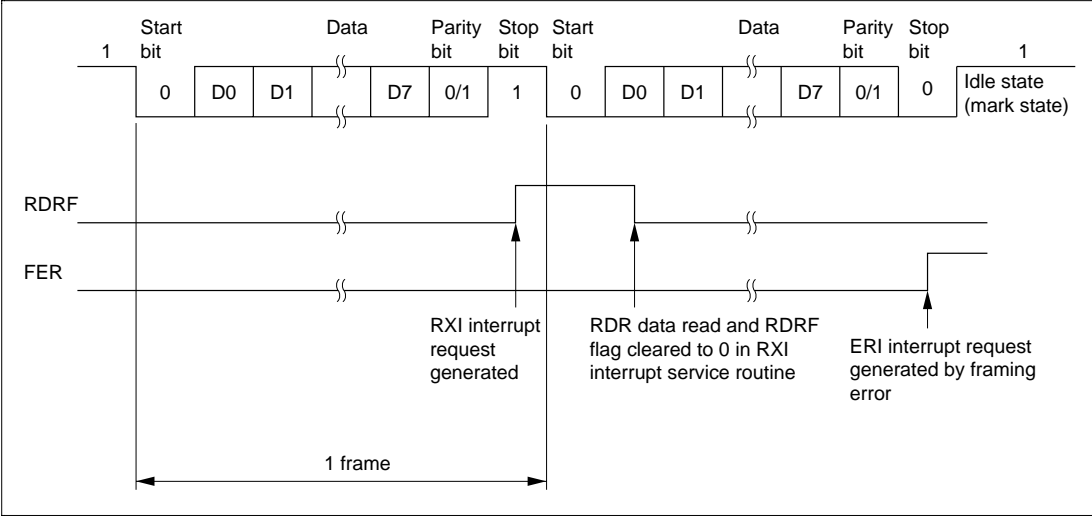 Start bit Data Parity bit Stop bit Start bit Data Parity bit Stop bit
1 1
0 D0 D1 D7 0/1 1 0 D0 D1 D7 0/1 0 Idle state (mark state)
RDRF
FER
RXI interrupt
request
generated
RDR data read and RDRF
flag cleared to 0 in RXI
interrupt service routine
ERI interrupt request
generated by framing
error
1 frame